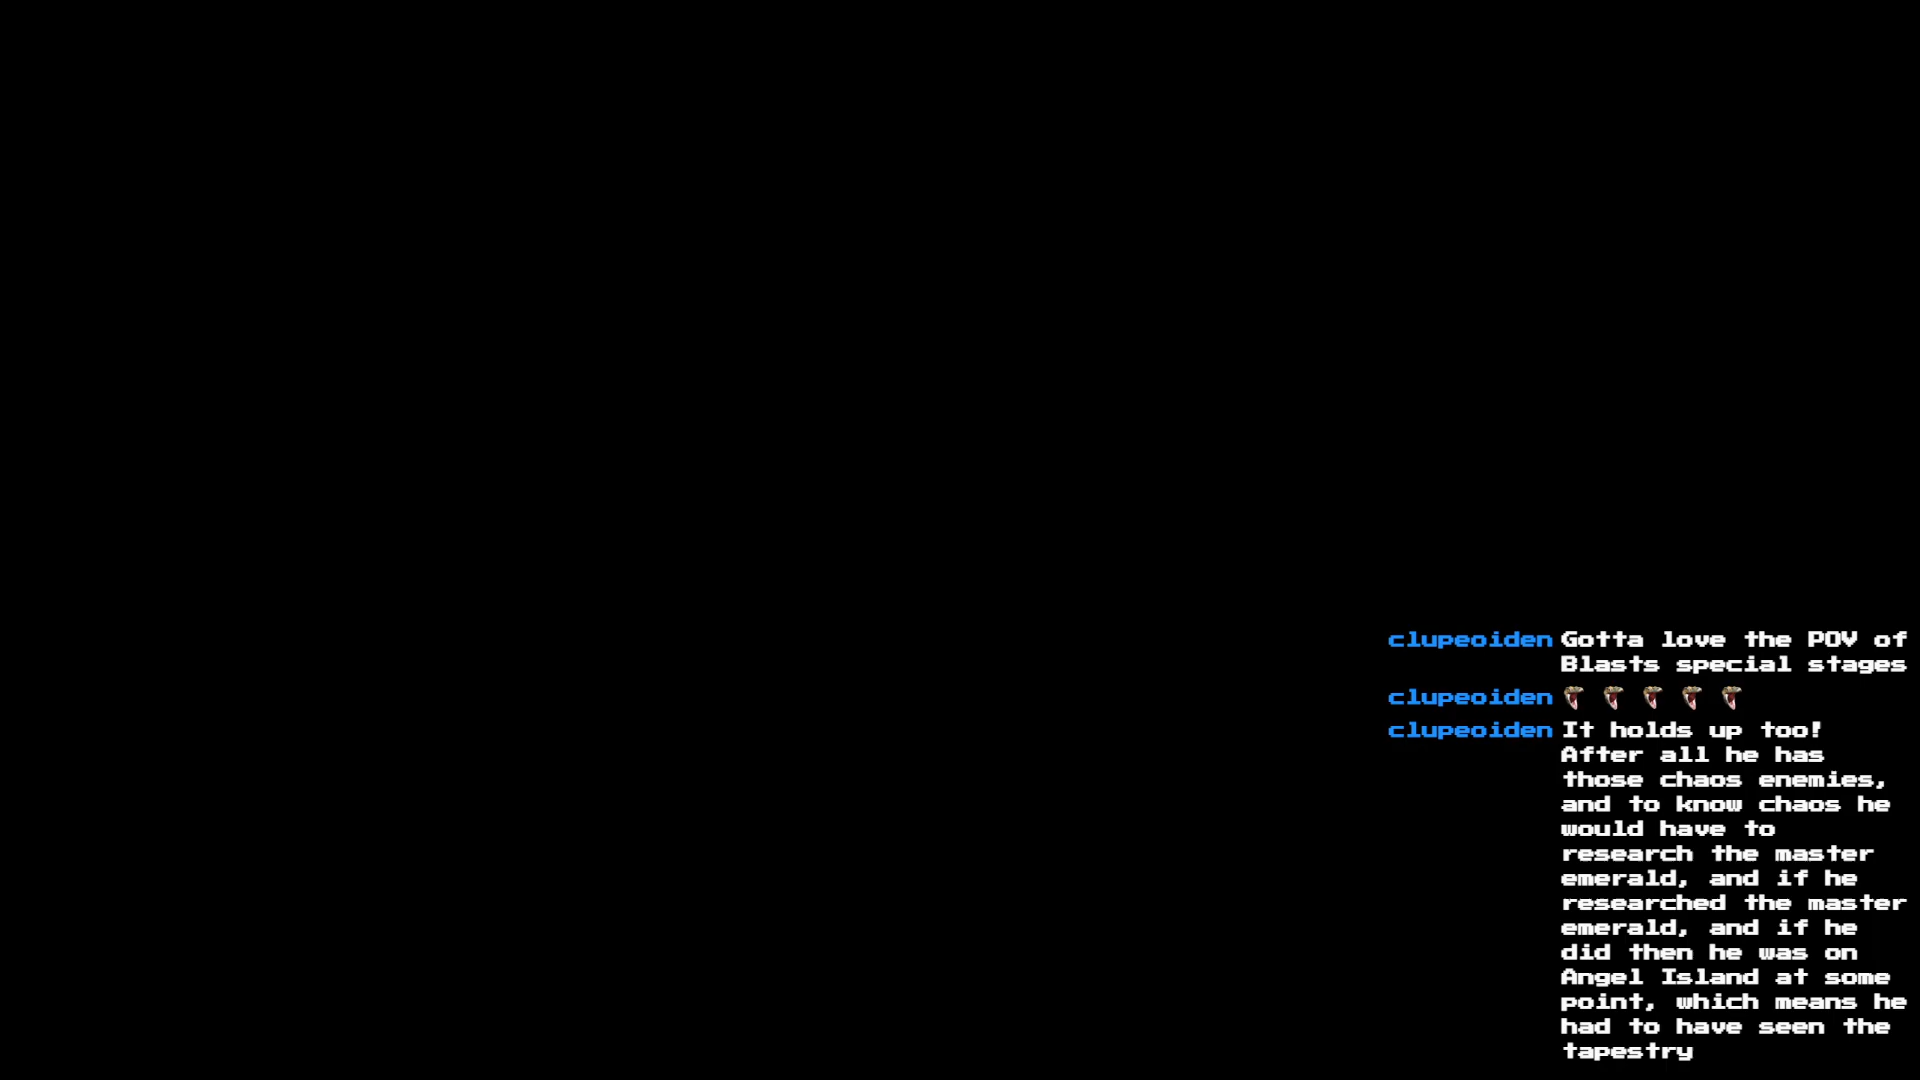 clupeoiden Gotta love the POV of
Blasts special stages
clupeoiden
clupeoiden It holds up too!
After all he has
those chaos enemies,
and to know chaos he
would have to
research the master
emerald, and if he
researched the master
emerald, and if he
did then he was on
Angel Island at some
point, which means he
had to have seen the
tapestry